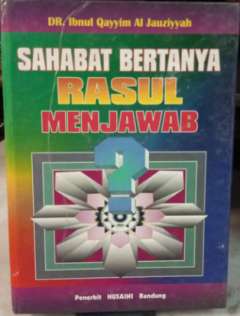 DR. Ibnul Qayyim Al Jauziyyah
SAHABAT BERTANYA
RASUL
MENJAWAB
?
Penerbit HUSAINI Bandung